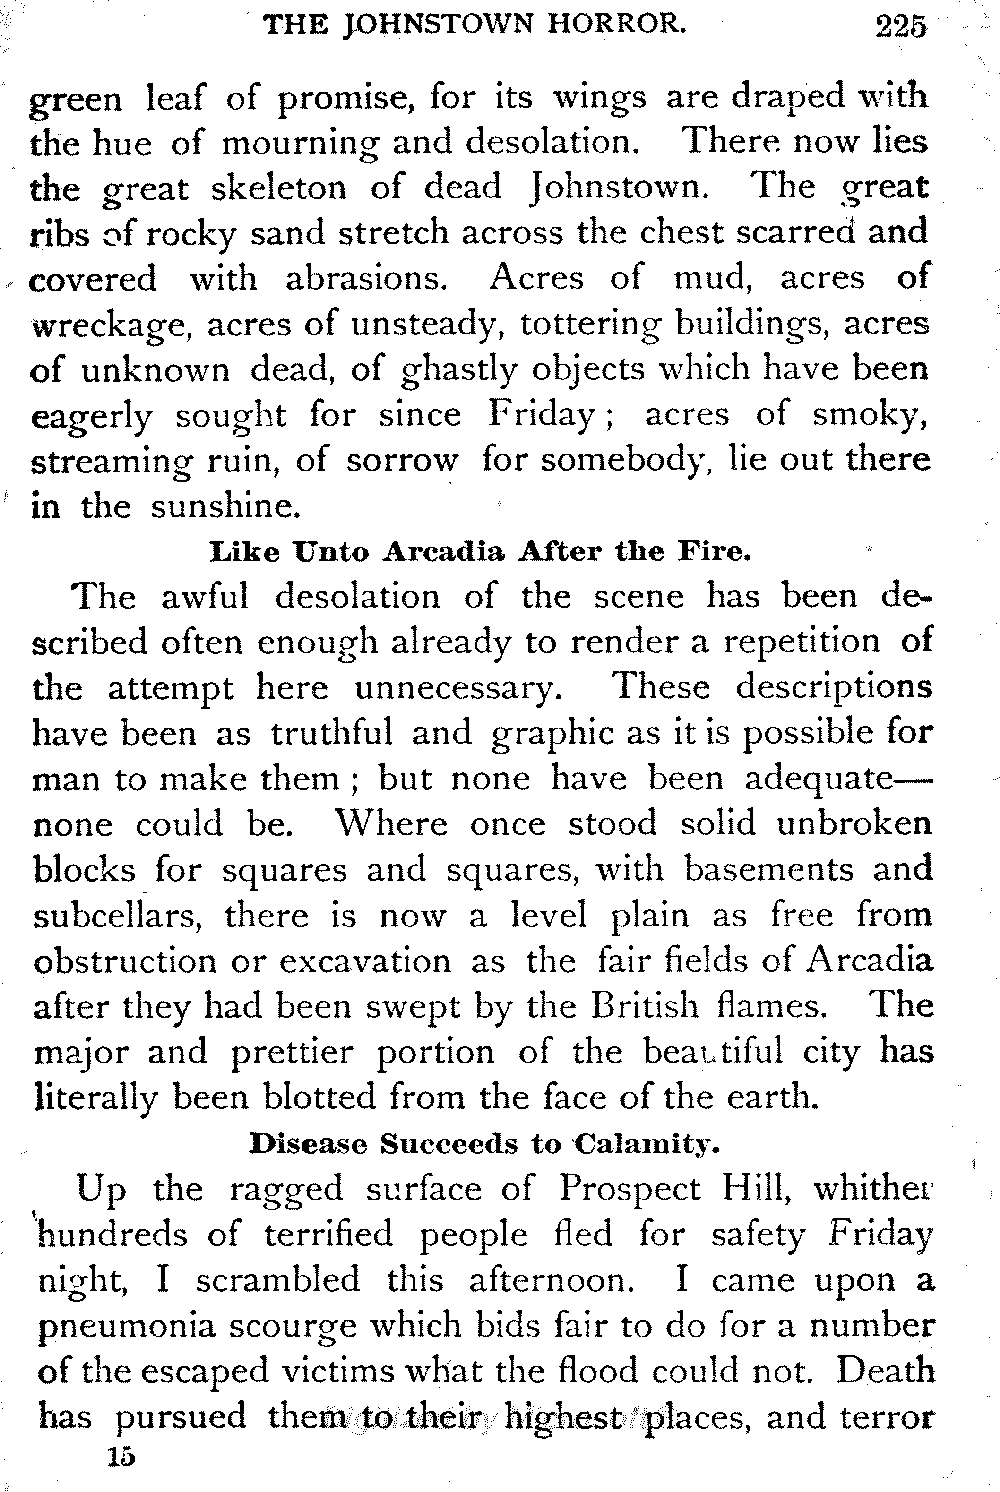 THE JOHNSTOWN HORROR. 225
green leaf of promise, for its wings are draped with
the hue of mourning and desolation. There now lies
the great skeleton of dead Johnstown. The great
ribs of rocky sand stretch across the chest scarred and
covered with abrasions. Acres of mud, acres of
wreckage, acres of unsteady, tottering buildings, acres
of unknown dead, of ghastly objects which have been
eagerly sought for since Friday; acres of smoky,
streaming ruin, of sorrow for somebody, lie out there
in the sunshine.
Like Unto Arcadia After the Fire.
The awful desolation of the scene has been de-
scribed often enough already to render a repetition of
the attempt here unnecessary. These descriptions
have been as truthful and graphic as it is possible for
man to make them; but none have been adequate—
none could be. Where once stood solid unbroken
blocks for squares and squares, with basements and
subcellars, there is now a level plain as free from
obstruction or excavation as the fair fields of Arcadia
after they had been swept by the British flames. The
major and prettier portion of the beautiful city has
literally been blotted from the face of the earth.
Disease Succeeds to Calamity.
Up the ragged surface of Prospect Hill, whither
hundreds of terrified people fled for safety Friday
night, I scrambled this afternoon. I came upon a
pneumonia scourge which bids fair to do for a number
of the escaped victims what the flood could not. Death
has pursued them to their highest places, and terror
15